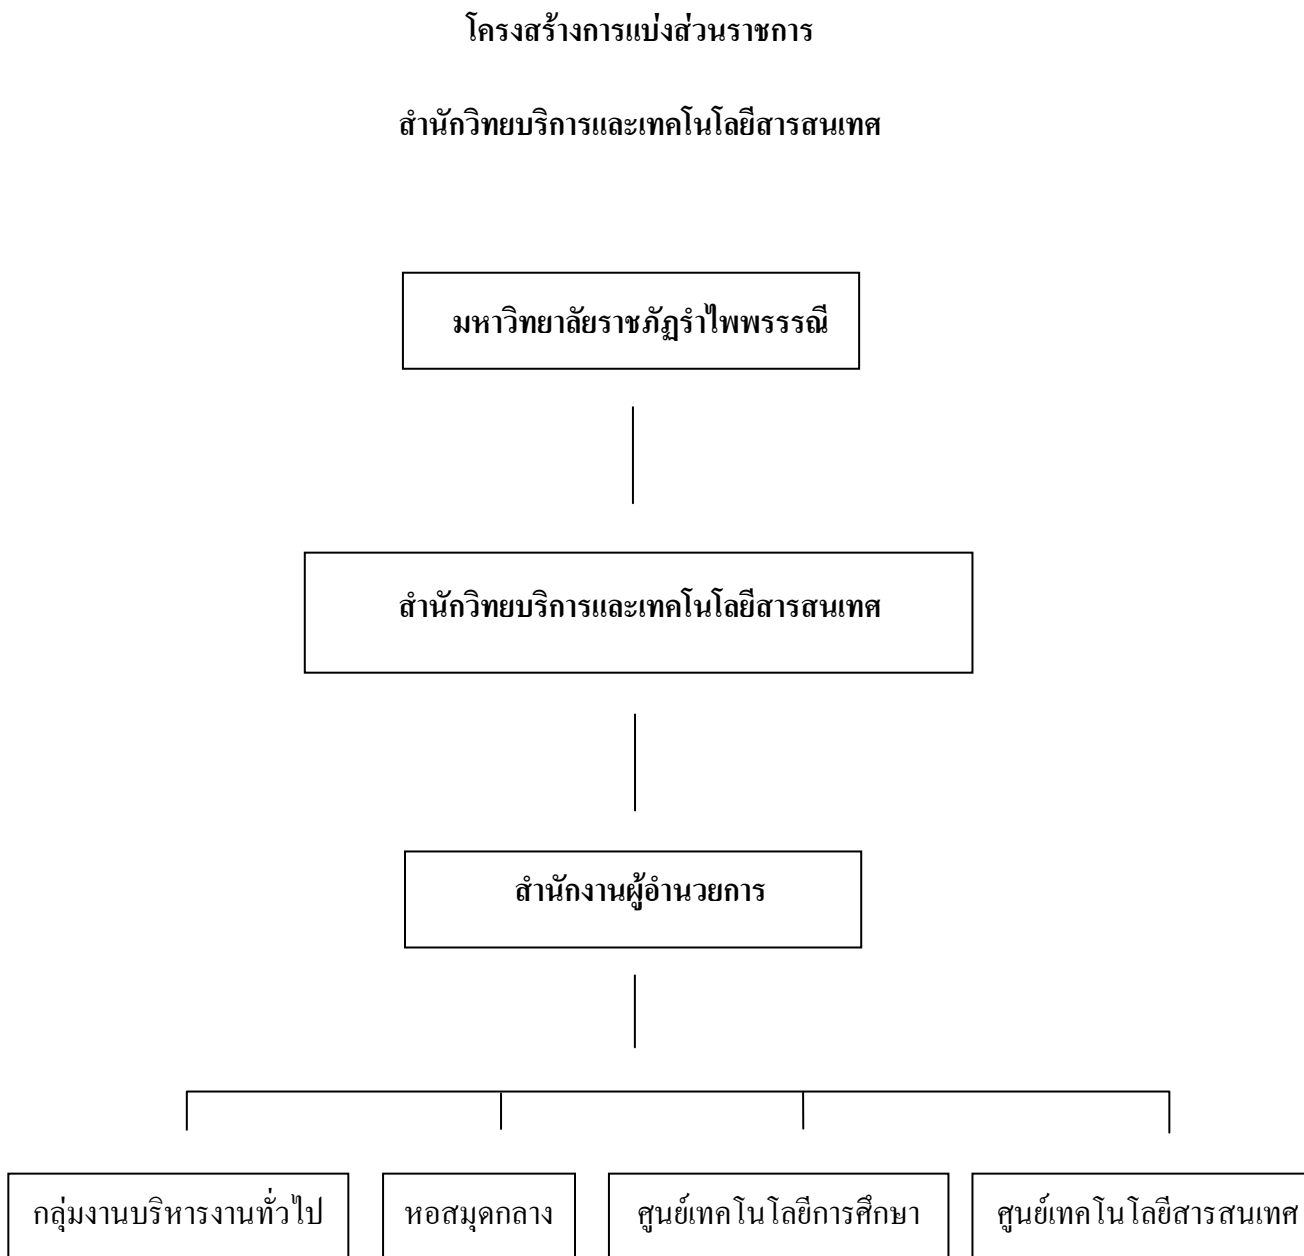 โครงสร้างการแบ่งส่วนราชการ
สำนักวิทยบริการและเทคโนโลยีสารสนเทศ
มหาวิทยาลัยราชภัฏรำไพพรรรณี
สำนักวิทยบริการและเทคโนโลยีสารสนเทศ
สำนักงานผู้อำนวยการ
กลุ่มงานบริหารงานทั่วไป หอสมุดกลาง ศูนย์เทคโนโลยีการศึกษา ศูนย์เทคโนโลยีสารสนเทศ